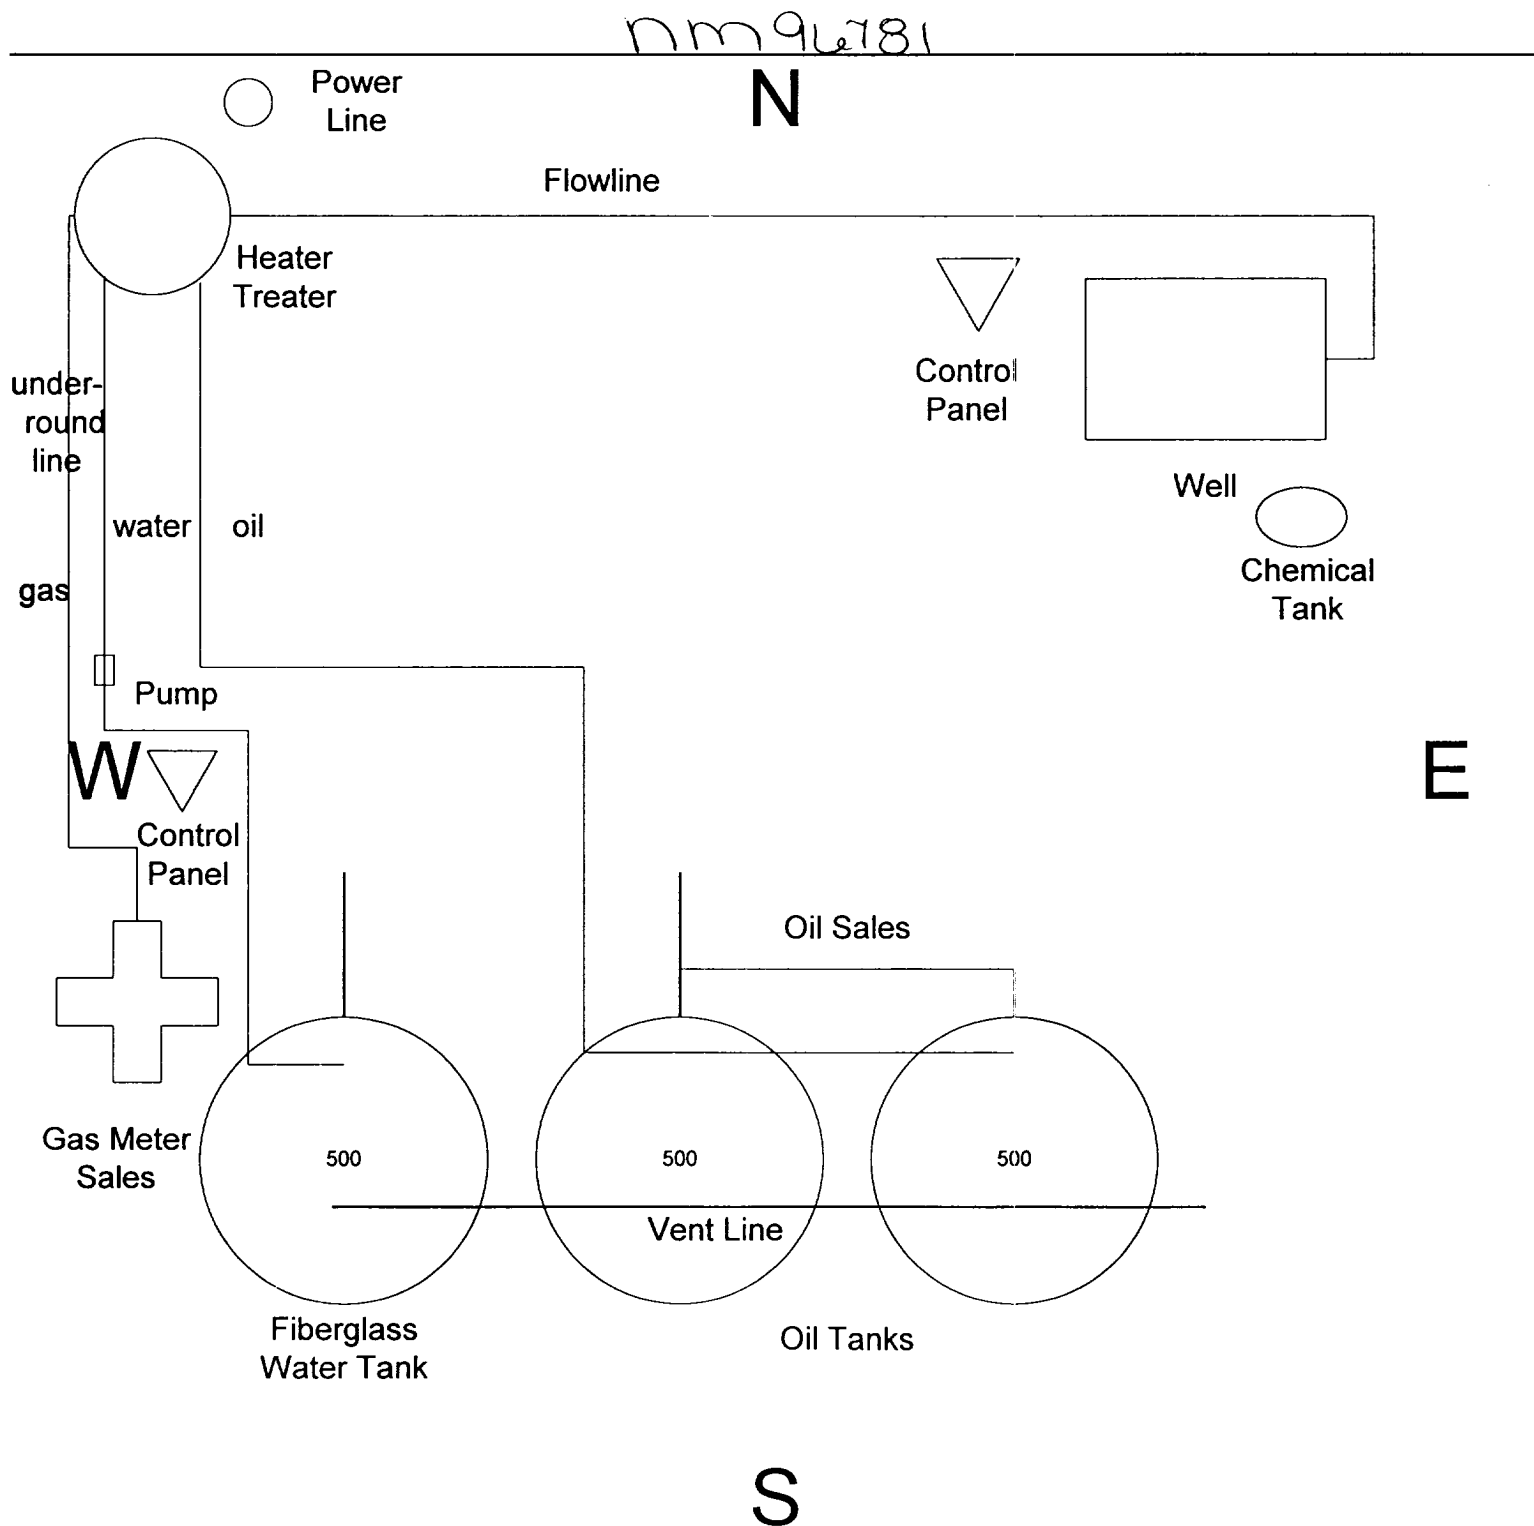 nm96781
Power
Line
N
Flowline
Heater
Treater
Control
Panel
under-
round
line
Well
water
oil
Chemical
Tank
gas
Pump
W
E
Control
Panel
Oil Sales
Gas Meter
Sales
500
500
500
Vent Line
Fiberglass
Water Tank
Oil Tanks
S